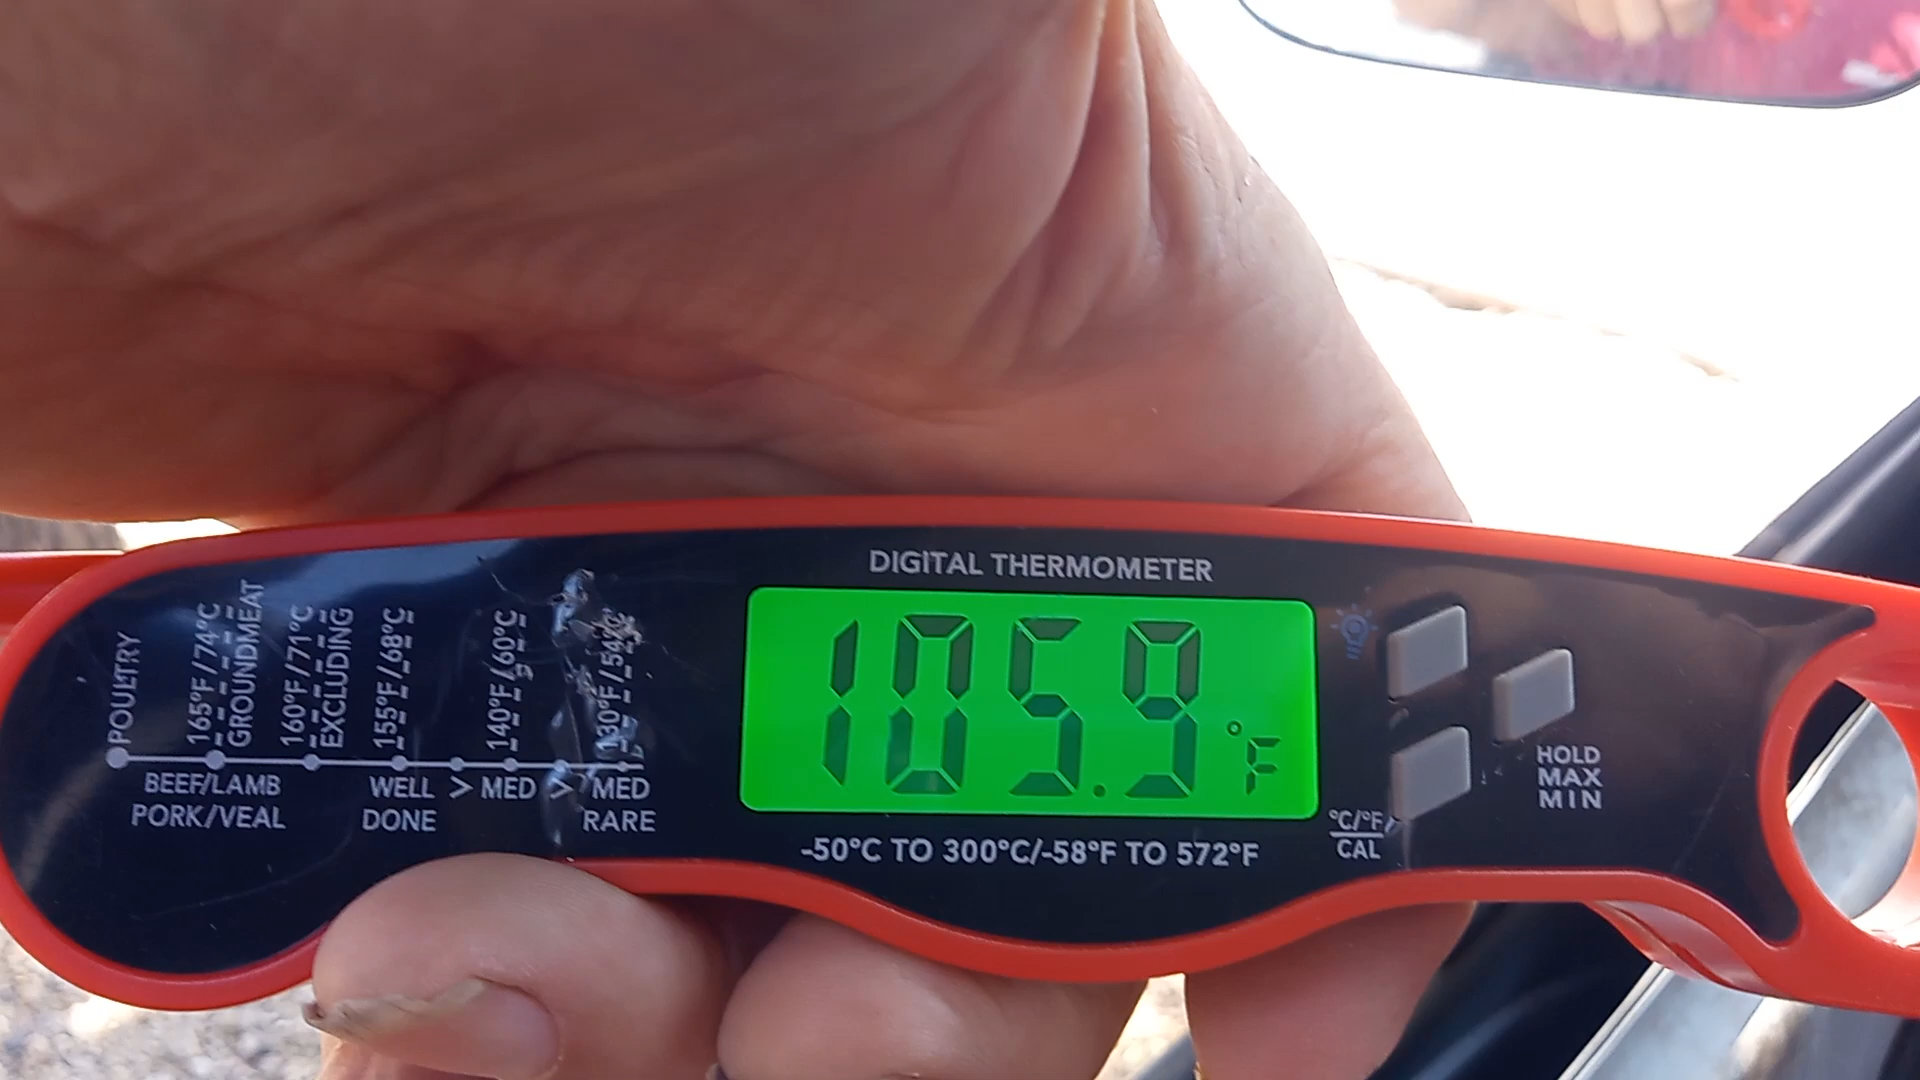 DIGITAL THERMOMETER
105.9 °F
-50°C TO 300°C/-58°F TO 572°F
POULTRY
165°F/74°C
GROUNDMEAT
160°F/71°C
EXCLUDING
155°F/68°C
140°F/60°C
130°F/54°C
BEEF/LAMB
PORK/VEAL
WELL > MED > MED
DONE RARE
°C/°F
CAL
HOLD
MAX
MIN